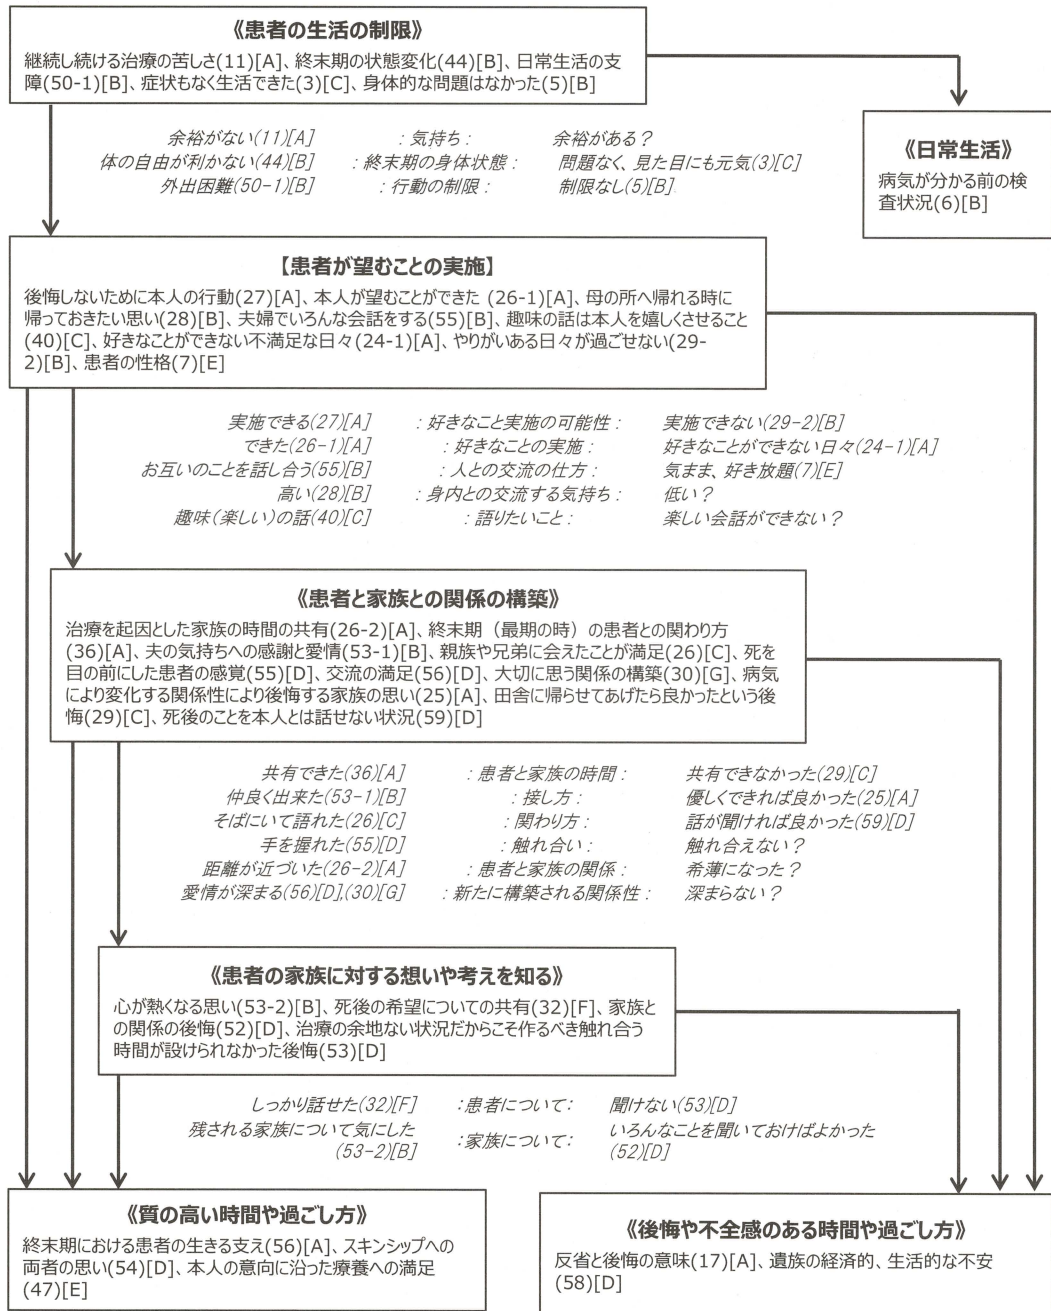 《患者の生活の制限》
継続し続ける治療の苦しさ(11)[A]、終末期の状態変化(44)[B]、日常生活の支
障(50-1)[B]、症状もなく生活できた(3)[C]、身体的な問題はなかった(5)[B]
余裕がない(11)[A] : 気持ち : 余裕がある？
体の自由が利かない(44)[B] : 終末期の身体状態 : 問題なく、見た目にも元気(3)[C]
外出困難(50-1)[B] : 行動の制限 : 制限なし(5)[B]
《日常生活》
病気が分かる前の検
査状況(6)[B]
【患者が望むことの実施】
後悔しないために本人の行動(27)[A]、本人が望むことができた (26-1)[A]、母の所へ帰れる時に
帰っておきたい思い(28)[B]、夫婦でいろんな会話をする(55)[B]、趣味の話は本人を嬉しくさせること
(40)[C]、好きなことができない不満足な日々(24-1)[A]、やりがいある日々が過ごせない(29-
2)[B]、患者の性格(7)[E]
実施できる(27)[A] : 好きなこと実施の可能性 : 実施できない(29-2)[B]
できた(26-1)[A] : 好きなことの実施 : 好きなことができない日々(24-1)[A]
お互いのことを話し合う(55)[B] : 人との交流の仕方 : 気まま、好き放題(7)[E]
高い(28)[B] : 身内との交流する気持ち : 低い？
趣味(楽しい)の話(40)[C] : 語りたいこと : 楽しい会話ができない？
《患者と家族との関係の構築》
治療を起因とした家族の時間の共有(26-2)[A]、終末期（最期の時）の患者との関わり方
(36)[A]、夫の気持ちへの感謝と愛情(53-1)[B]、親族や兄弟に会えたことが満足(26)[C]、死を
目の前にした患者の感覚(55)[D]、交流の満足(56)[D]、大切に思う関係の構築(30)[G]、病気
により変化する関係性により後悔する家族の思い(25)[A]、田舎に帰らせてあげたら良かったという後
悔(29)[C]、死後のことを本人とは話せない状況(59)[D]
共有できた(36)[A] : 患者と家族の時間 : 共有できなかった(29)[C]
仲良く出来た(53-1)[B] : 接し方 : 優しくできれば良かった(25)[A]
そばにいて語れた(26)[C] : 関わり方 : 話が聞ければ良かった(59)[D]
手を握れた(55)[D] : 触れ合い : 触れ合えない？
距離が近づいた(26-2)[A] : 患者と家族の関係 : 希薄になった？
愛情が深まる(56)[D],(30)[G] : 新たに構築される関係性 : 深まらない？
《患者の家族に対する想いや考えを知る》
心が熱くなる思い(53-2)[B]、死後の希望についての共有(32)[F]、家族と
の関係の後悔(52)[D]、治療の余地ない状況だからこそ作るべき触れ合う
時間が設けられなかった後悔(53)[D]
しっかり話せた(32)[F] :患者について: 聞けない(53)[D]
残される家族について気にした :家族について: いろんなことを聞いておけばよかった
(53-2)[B] (52)[D]
《質の高い時間や過ごし方》
終末期における患者の生きる支え(56)[A]、スキンシップへの
両者の思い(54)[D]、本人の意向に沿った療養への満足
(47)[E]
《後悔や不全感のある時間や過ごし方》
反省と後悔の意味(17)[A]、遺族の経済的、生活的な不安
(58)[D]